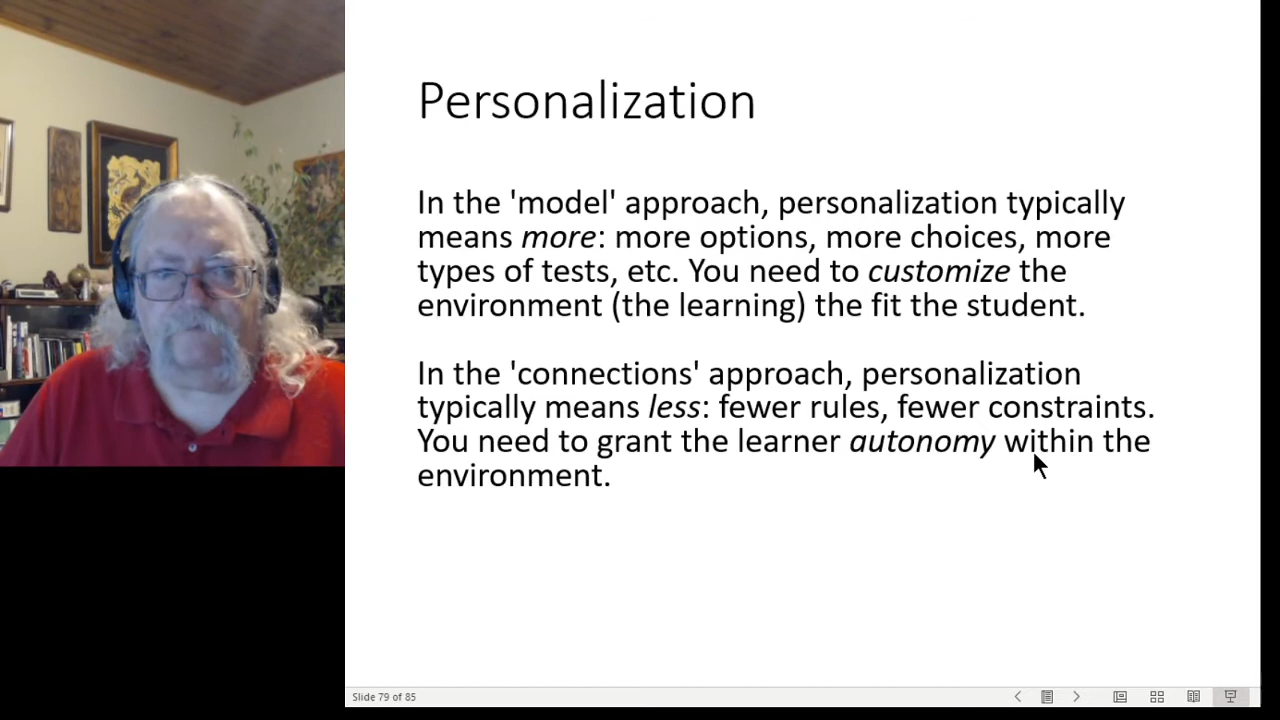 Personalization
In the 'model' approach, personalization typically
means more: more options, more choices, more
types of tests, etc. You need to customize the
environment (the learning) the fit the student.
In the 'connections' approach, personalization
typically means less: fewer rules, fewer constraints.
You need to grant the learner autonomy within the
environment.
Slide 79 of 85